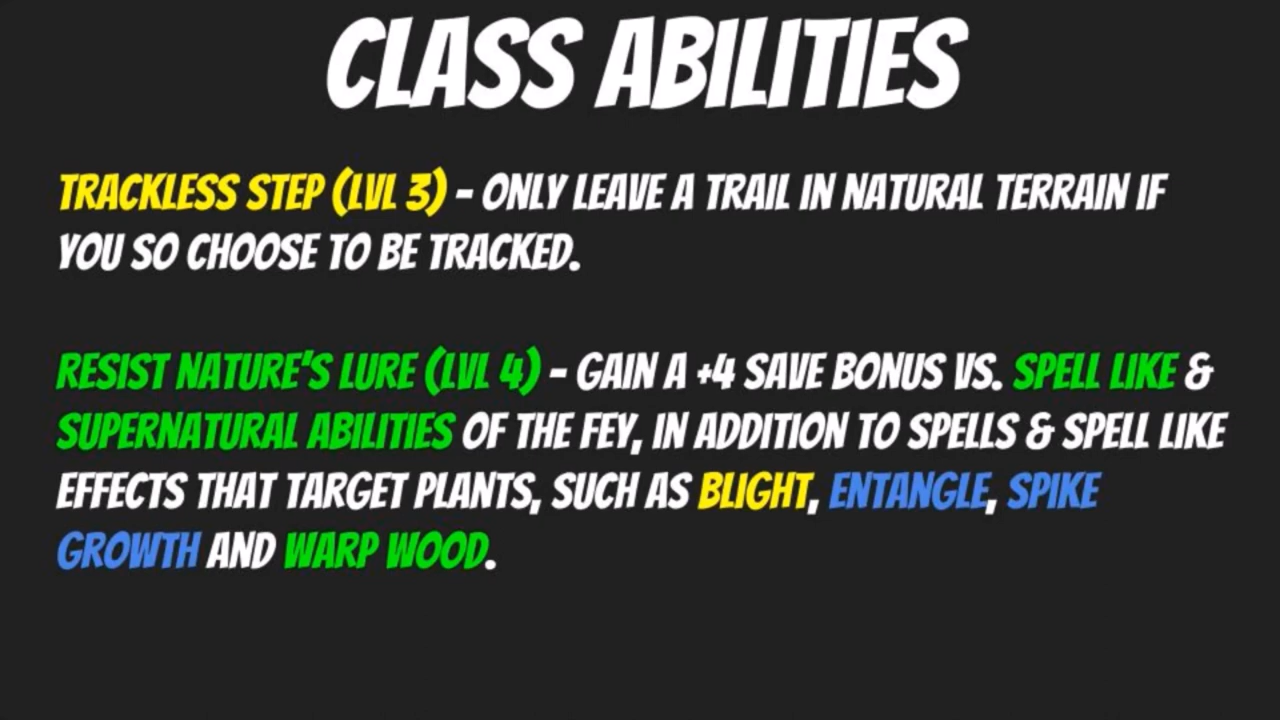 CLASS ABILITIES
TRACKLESS STEP (LVL 3) - ONLY LEAVE A TRAIL IN NATURAL TERRAIN IF
YOU SO CHOOSE TO BE TRACKED.
RESIST NATURE'S LURE (LVL 4) - GAIN A +4 SAVE BONUS VS. SPELL LIKE &
SUPERNATURAL ABILITIES OF THE FEY, IN ADDITION TO SPELLS & SPELL LIKE
EFFECTS THAT TARGET PLANTS, SUCH AS BLIGHT, ENTANGLE, SPIKE
GROWTH AND WARP WOOD.